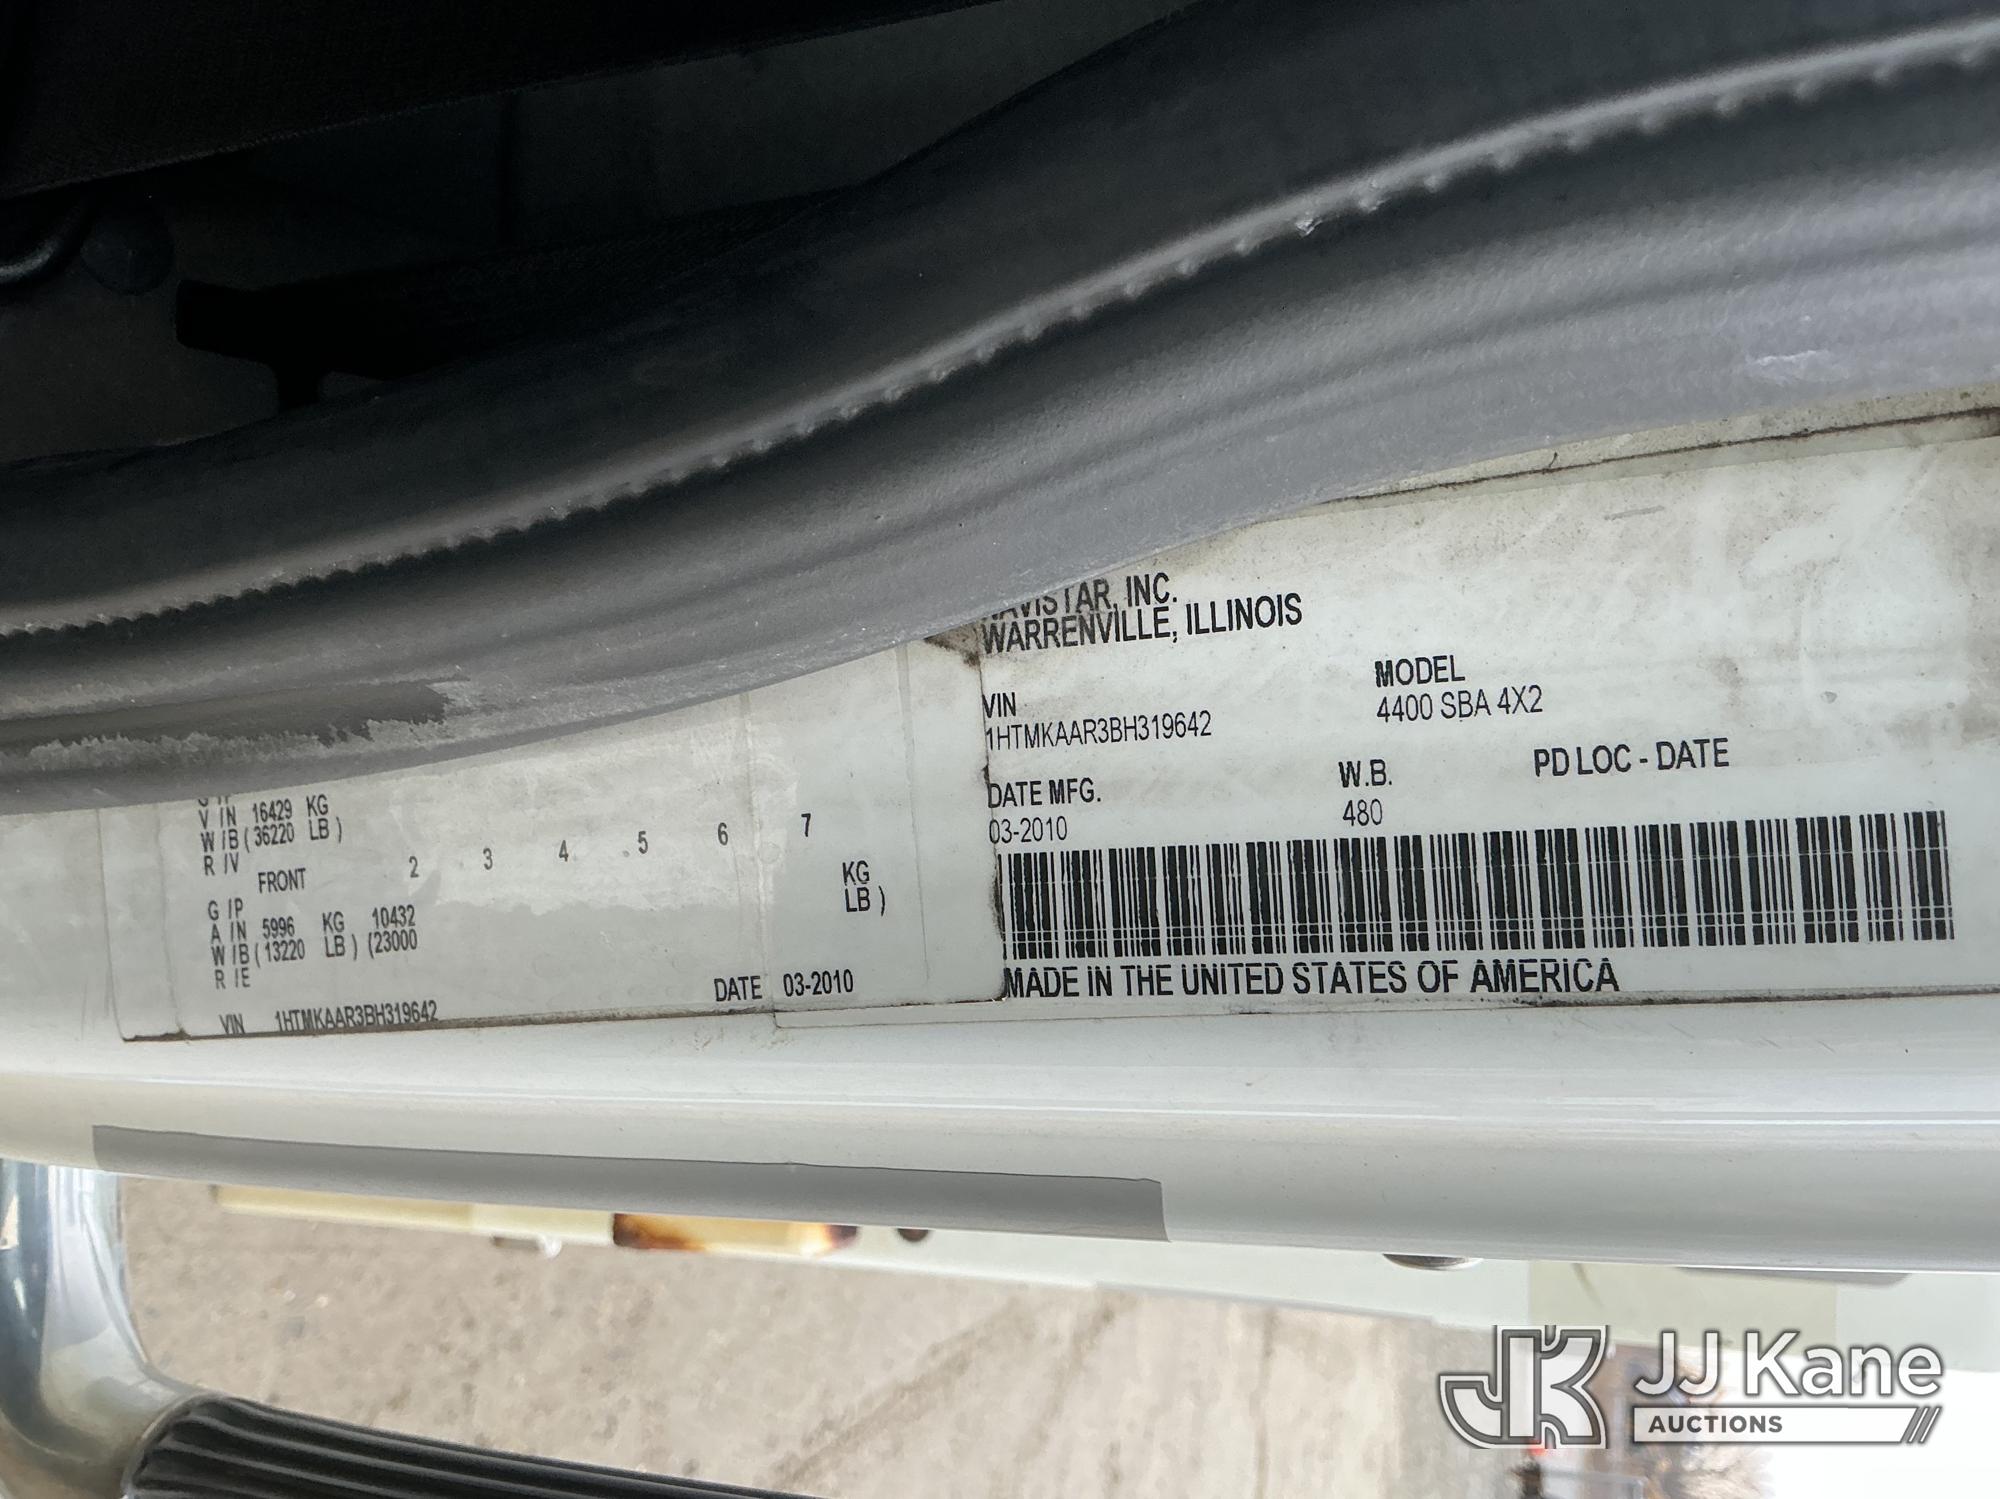 NAVISTAR, INC.
WARRENVILLE, ILLINOIS
VIN
1HTMKAAR3BH319642
MODEL
4400 SBA 4X2
DATE MFG.
03-2010
W.B.
480
PD LOC - DATE
MADE IN THE UNITED STATES OF AMERICA
V /N 16429 KG
W /B ( 36220 LB )
R /V
FRONT 2 3 4 5 6 7
G /P
A /N 5996 KG 10432 KG
W /B ( 13220 LB ) (23000 LB )
R /E
DATE 03-2010
VIN 1HTMKAAR3BH319642
JK JJ Kane
AUCTIONS